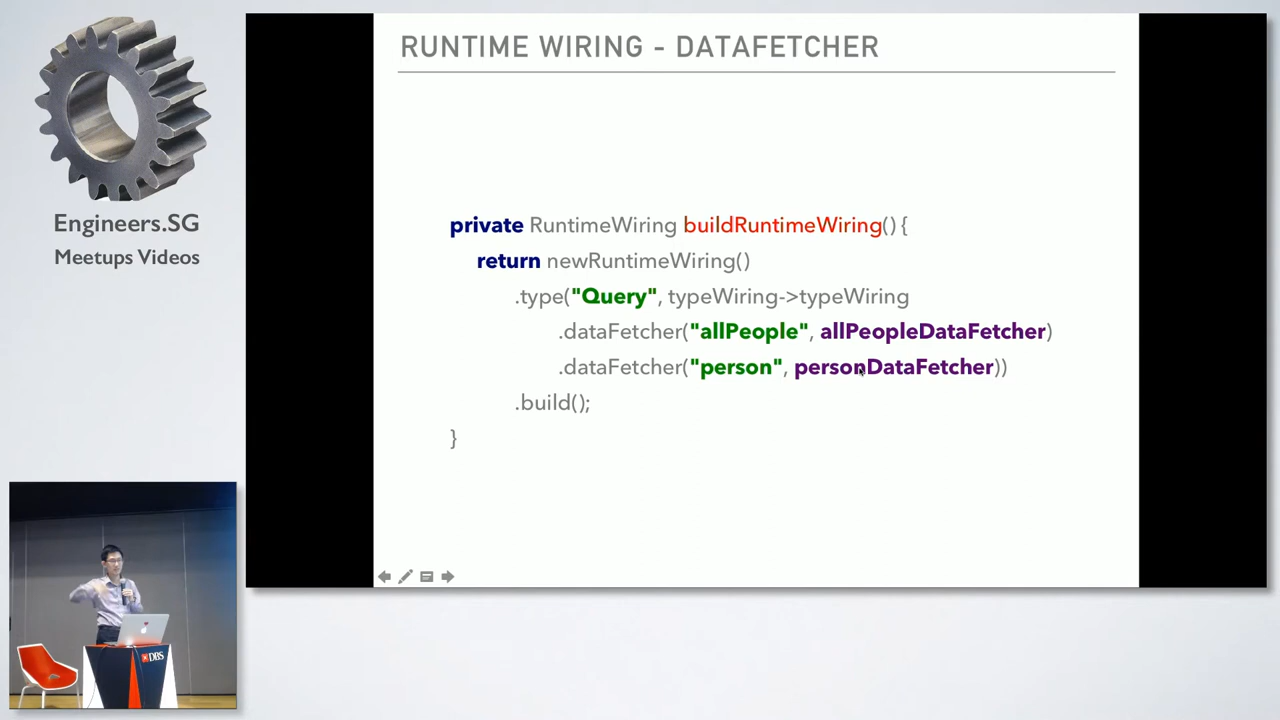 RUNTIME WIRING - DATAFETCHER
Engineers.SG
Meetups Videos
private RuntimeWiring buildRuntimeWiring() {
return newRuntimeWiring()
.type("Query", typeWiring->typeWiring
.dataFetcher("allPeople", allPeopleDataFetcher)
.dataFetcher("person", personDataFetcher))
.build();
}
DBS